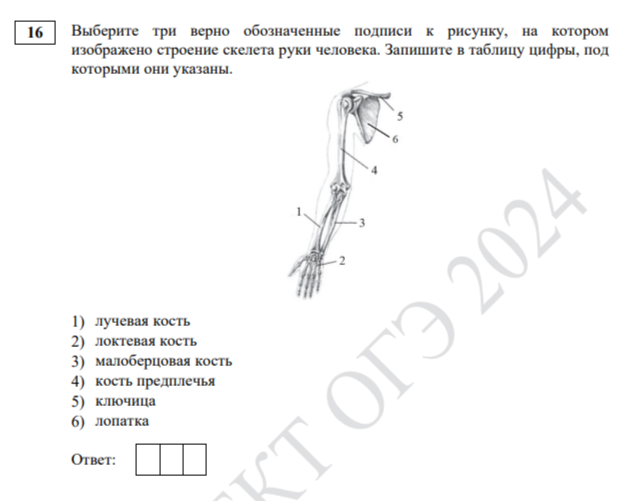 16 Выберите три верно обозначенные подписи к рисунку, на котором
изображено строение скелета руки человека. Запишите в таблицу цифры, под
которыми они указаны.
5
6
4
1
3
2
1) лучевая кость
2) локтевая кость
3) малоберцовая кость
4) кость предплечья
5) ключица
6) лопатка
Ответ:
ЕКТ ОГЭ 2024